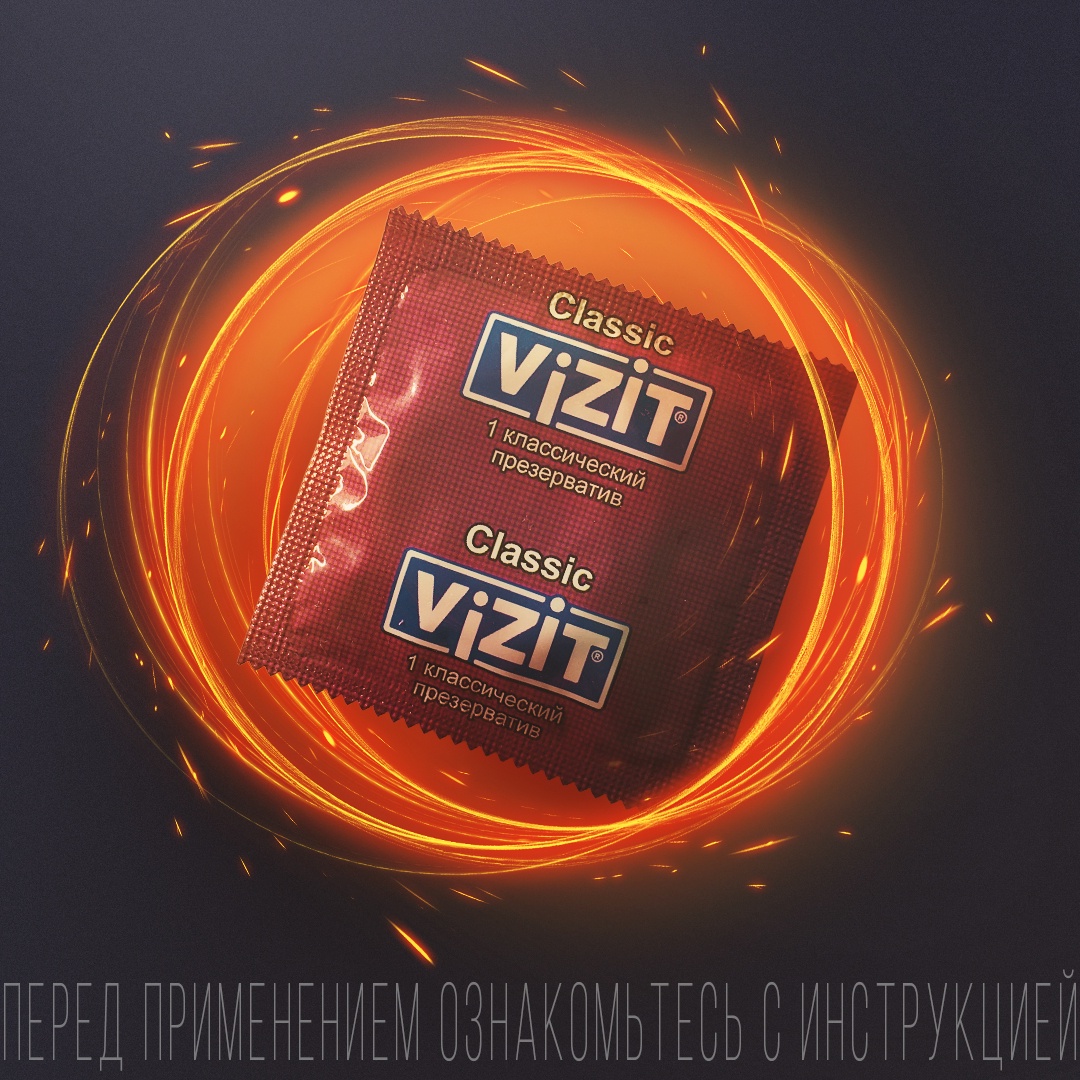 Classic
ViZiT®
1 классический
презерватив
Classic
ViZiT®
1 классический
презерватив
ПЕРЕД ПРИМЕНЕНИЕМ ОЗНАКОМЬТЕСЬ С ИНСТРУКЦИЕЙ